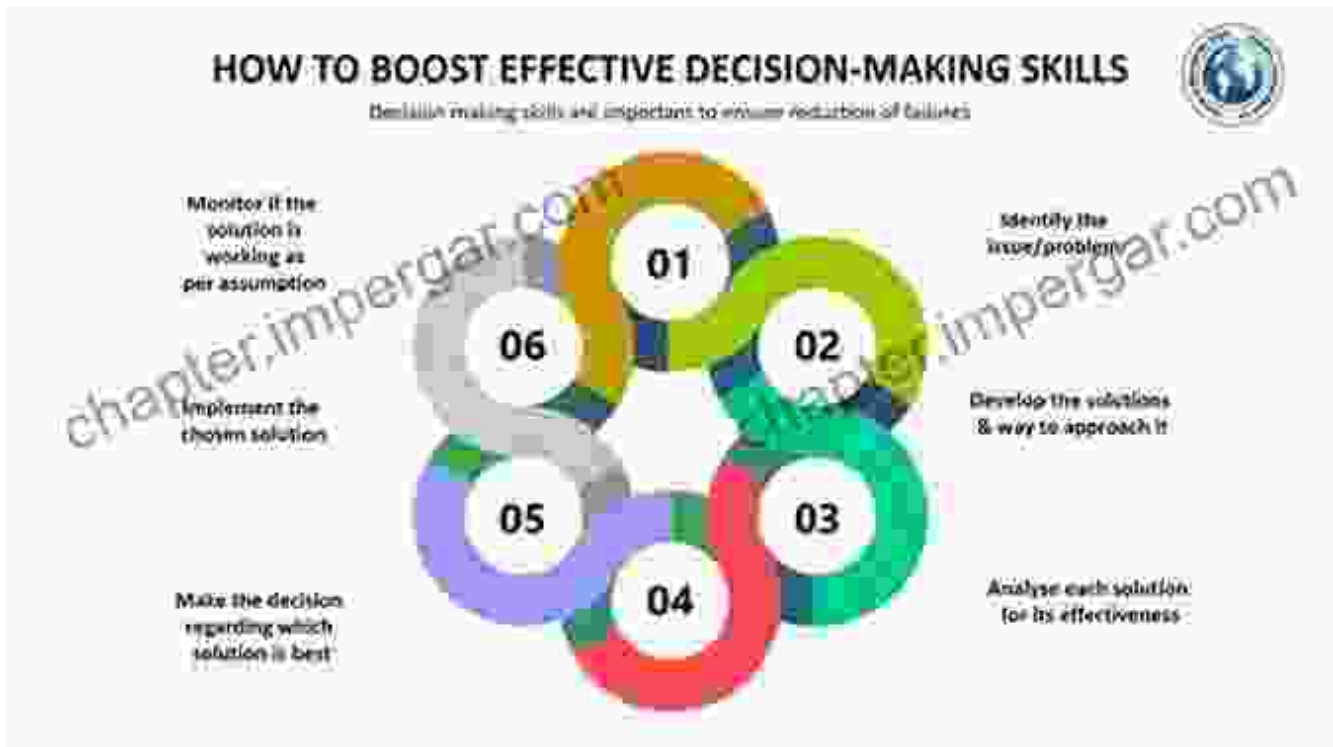 HOW TO BOOST EFFECTIVE DECISION-MAKING SKILLS
Decision making skills are important to ensure reduction of failures
Monitor if the
solution is
working as
per assumption
Identify the
issue/problem
01
06
02
Implement the
chosen solution
Develop the solutions
& way to approach it
05
03
Make the decision
regarding which
solution is best
Analyse each solution
for its effectiveness
04
chapter.impergar.com
chapter.impergar.com